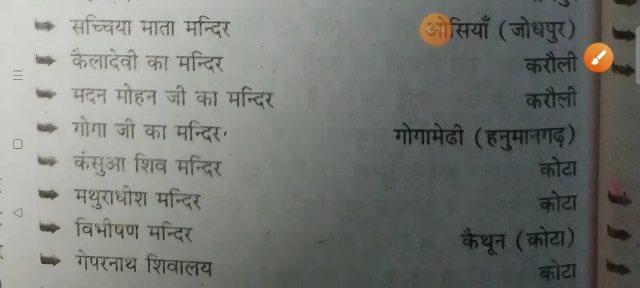 सच्चिया माता मन्दिर ओसियाँ (जोधपुर)
कैलादेवी का मन्दिर करौली
मदन मोहन जी का मन्दिर करौली
गोगा जी का मन्दिर. गोगामेढी (हनुमानगढ़)
कंसुआ शिव मन्दिर कोटा
मथुराधीश मन्दिर कोटा
विभीषण मन्दिर कैथून (कोटा)
गेपरनाथ शिवालय कोटा